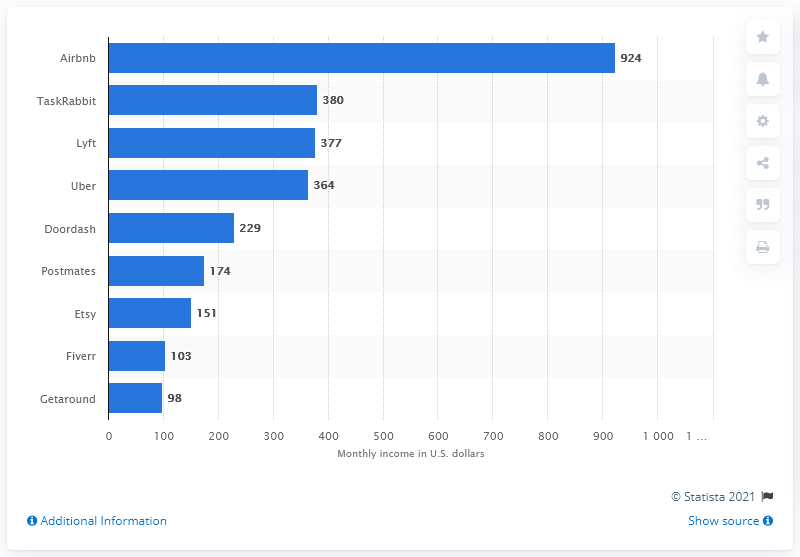 Airbnb 924
TaskRabbit 380
Lyft 377
Uber 364
Doordash 229
Postmates 174
Etsy 151
Fiverr 103
Getaround 98
0 100 200 300 400 500 600 700 800 900 1 000 1 ...
Monthly income in U.S. dollars
© Statista 2021
Additional Information Show source